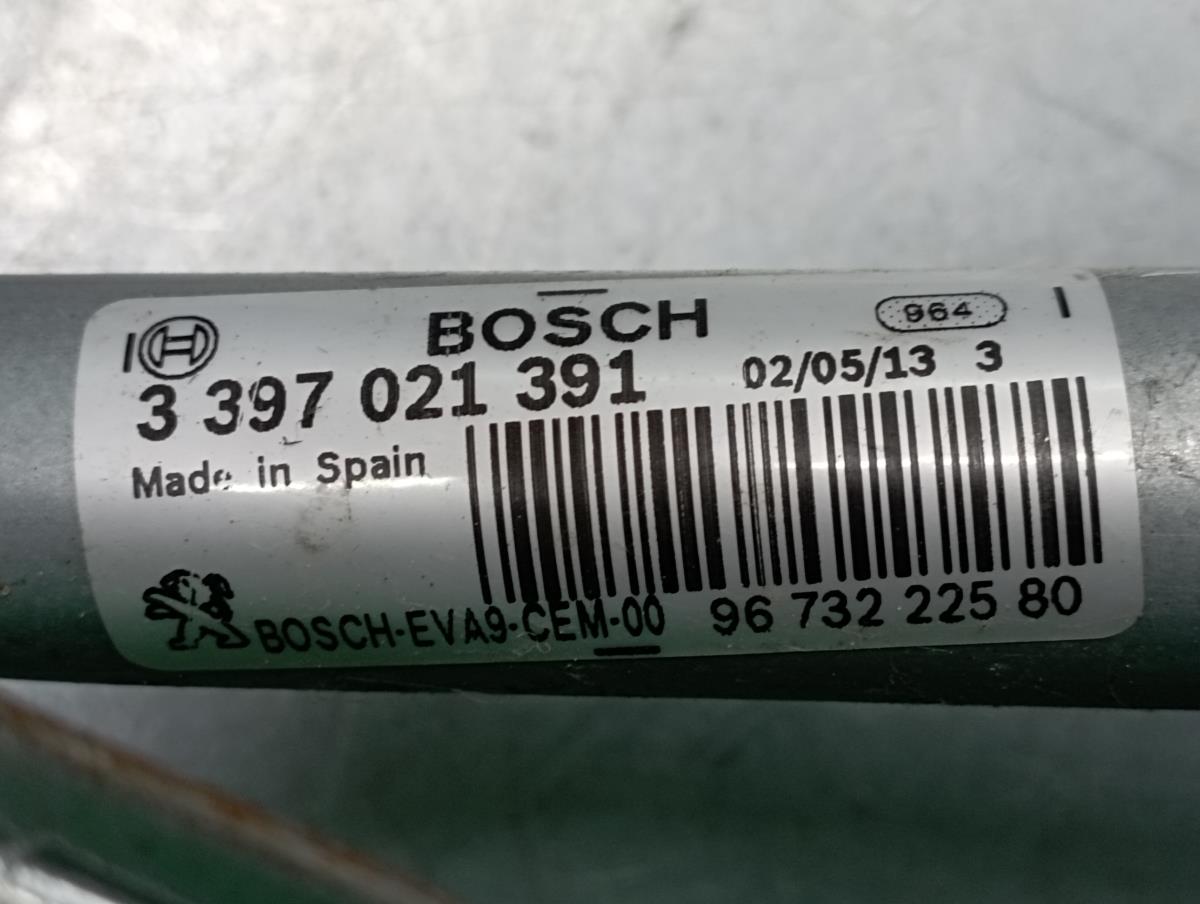 BOSCH 964
3 397 021 391 02/05/13 3
Made in Spain
BOSCH-EVA9-CEM-00 96 732 225 80